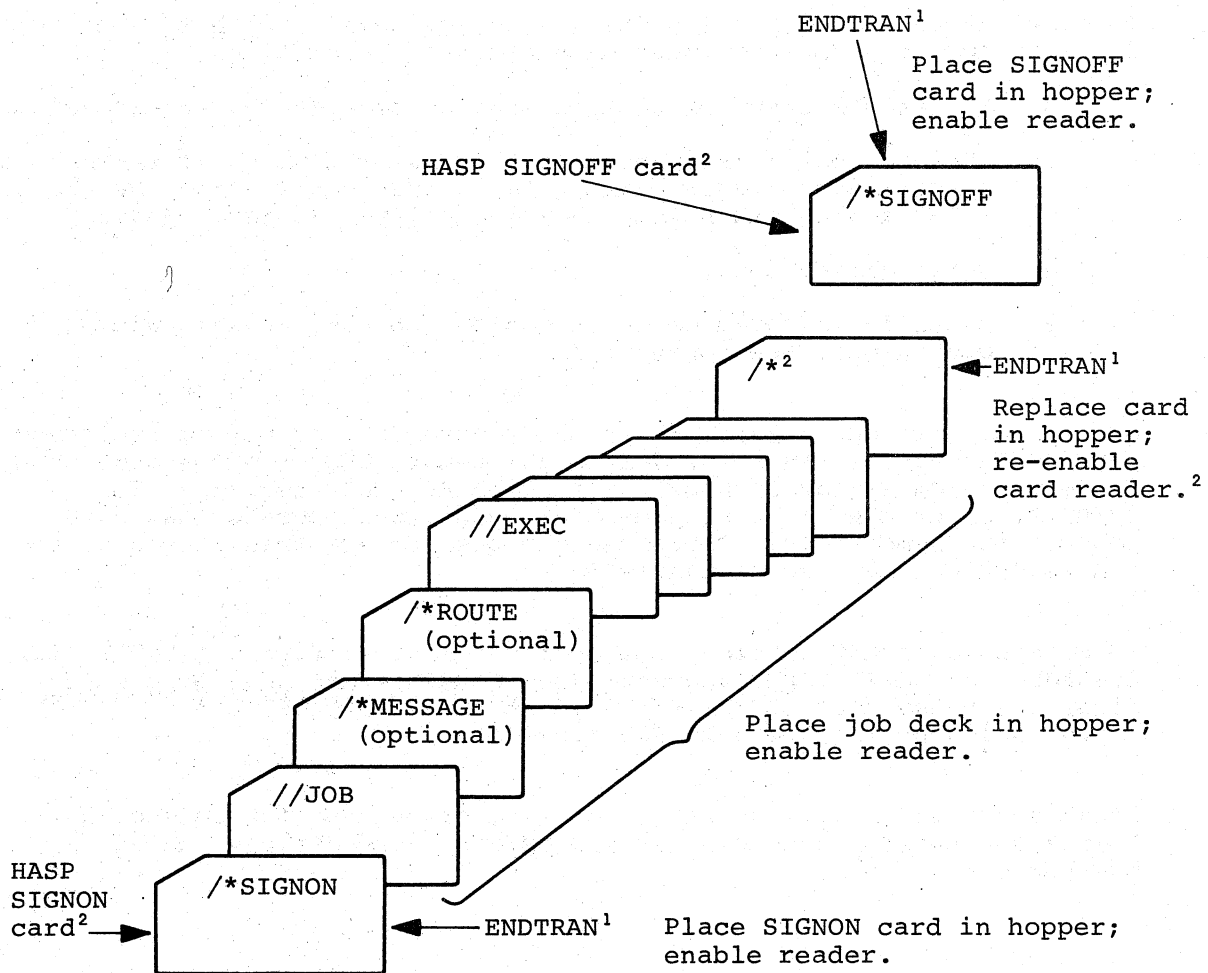 ENDTRAN¹
Place SIGNOFF
card in hopper;
enable reader.
HASP SIGNOFF card²
/*SIGNOFF
/*²
ENDTRAN¹
Replace card
in hopper;
re-enable
card reader.²
//EXEC
/*ROUTE
(optional)
/*MESSAGE
(optional)
Place job deck in hopper;
enable reader.
//JOB
HASP
SIGNON
card²
/*SIGNON
ENDTRAN¹
Place SIGNON card in hopper;
enable reader.